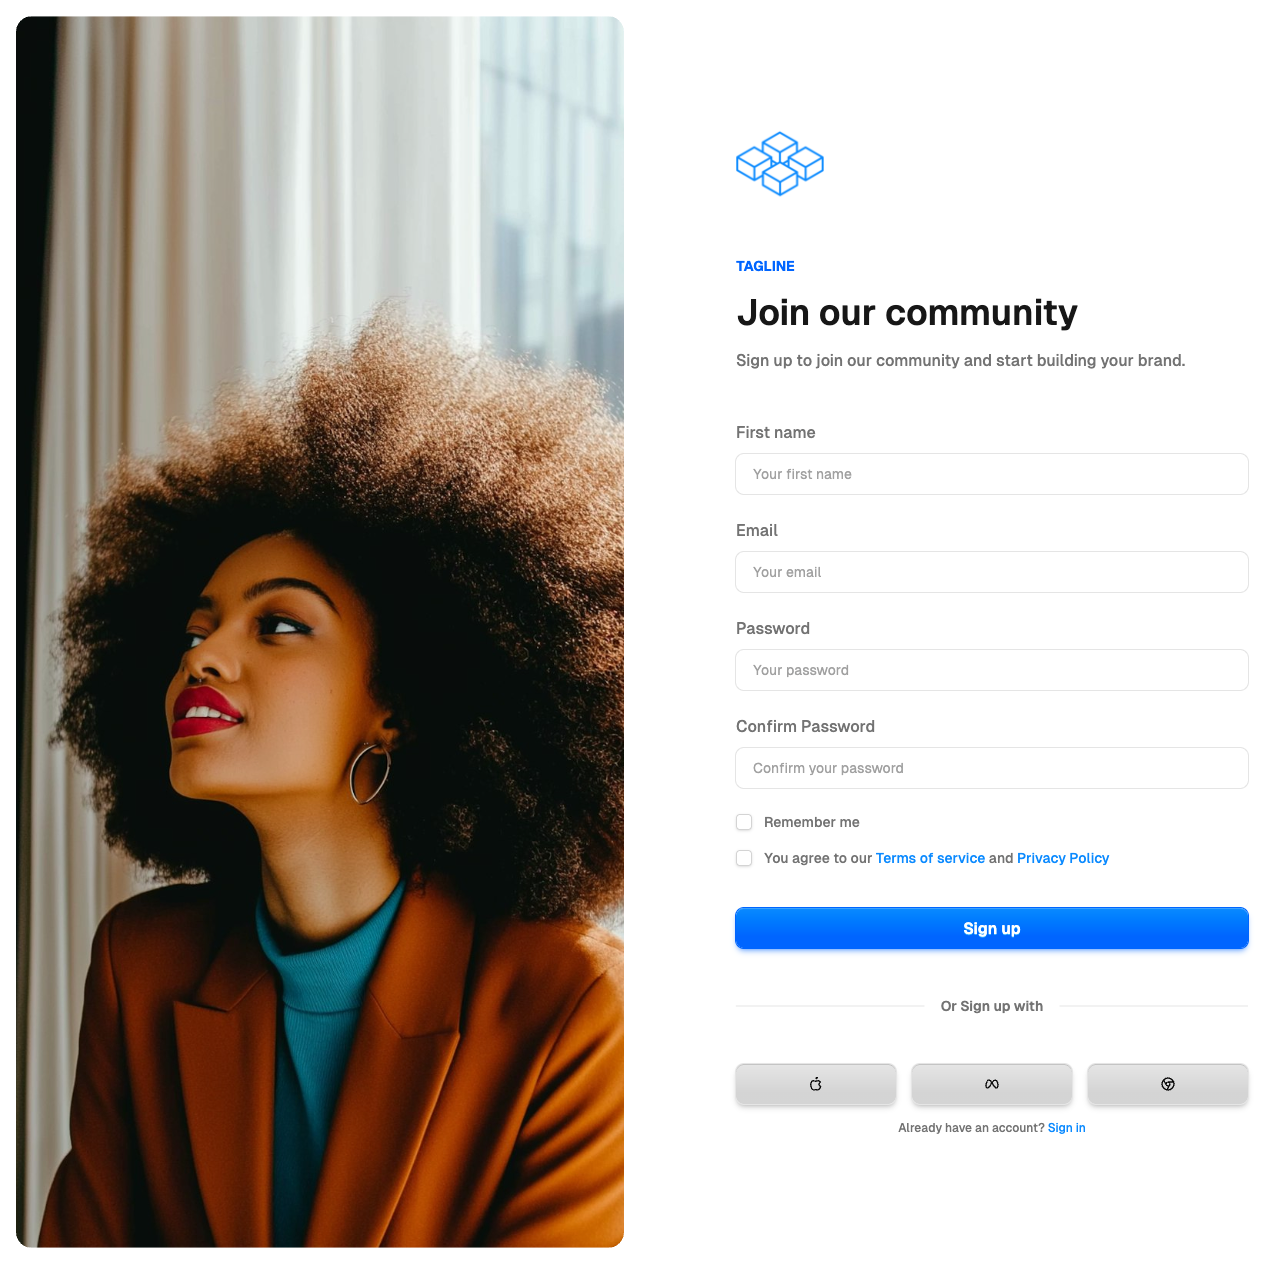 TAGLINE
Join our community
Sign up to join our community and start building your brand.
First name
Your first name
Email
Your email
Password
Your password
Confirm Password
Confirm your password
Remember me
You agree to our Terms of service and Privacy Policy
Sign up
Or Sign up with
Already have an account? Sign in